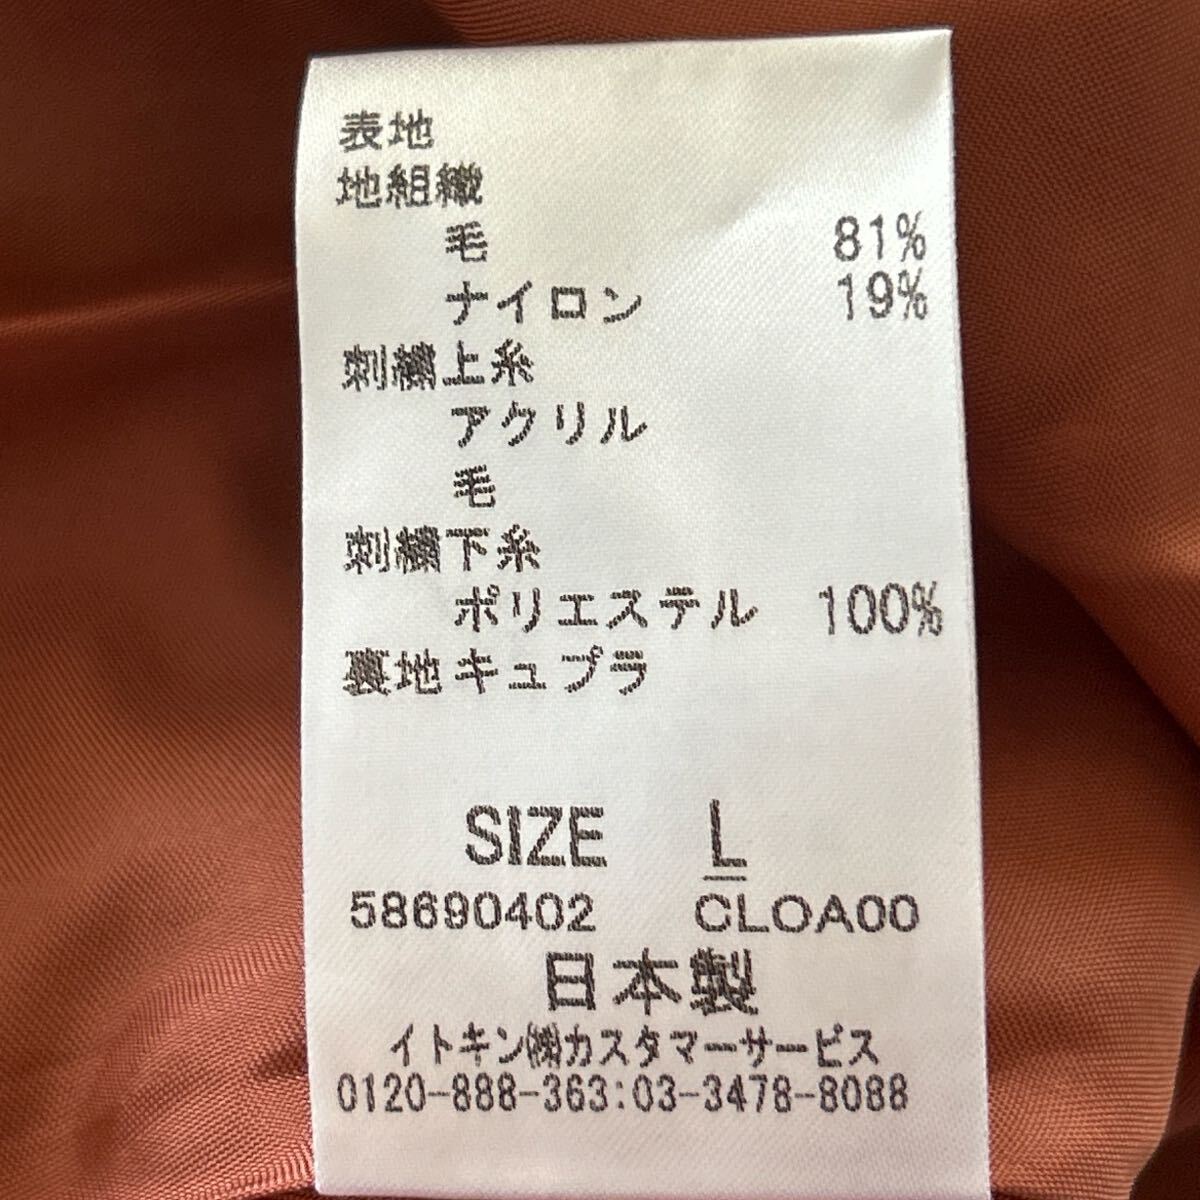 表地
地組織
毛 81%
ナイロン 19%
刺繍上糸
アクリル
毛
刺繍下糸
ポリエステル 100%
裏地キュプラ
SIZE L
58690402 CLOA00
日本製
イトキン㈱カスタマーサービス
0120-888-363:03-3478-8088